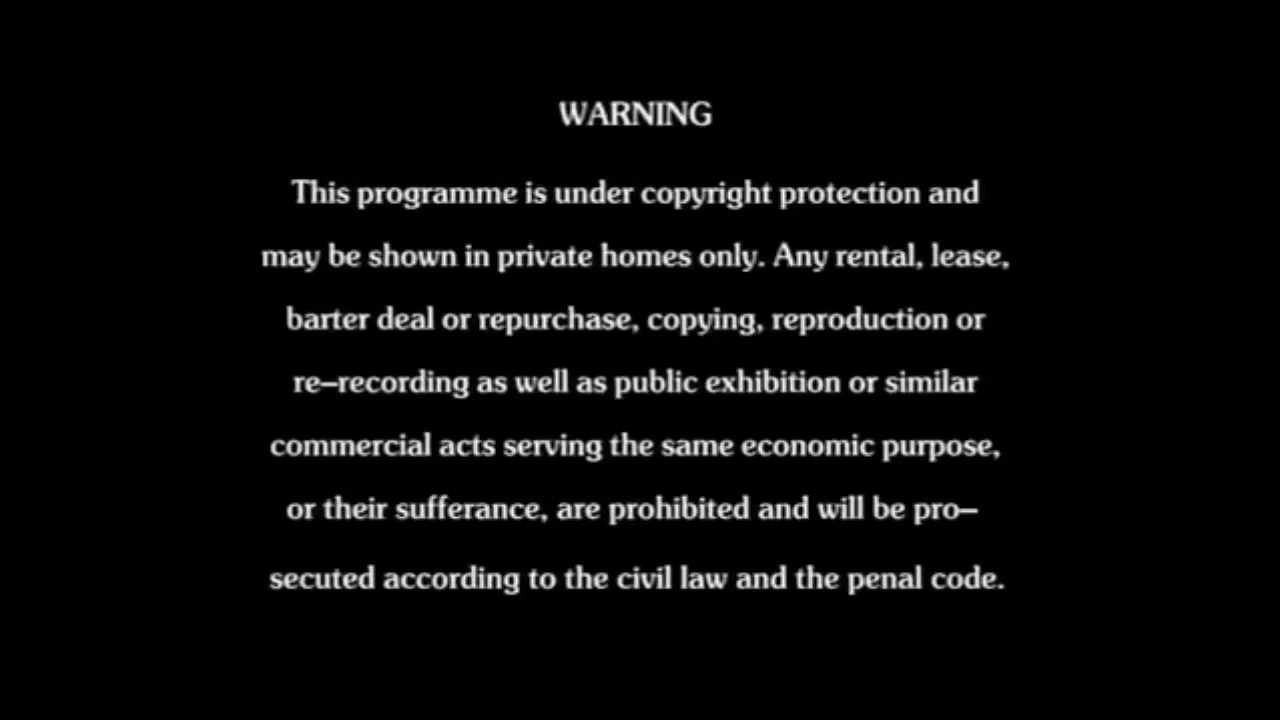 WARNING
This programme is under copyright protection and
may be shown in private homes only. Any rental, lease,
barter deal or repurchase, copying, reproduction or
re–recording as well as public exhibition or similar
commercial acts serving the same economic purpose,
or their sufferance, are prohibited and will be pro–
secuted according to the civil law and the penal code.